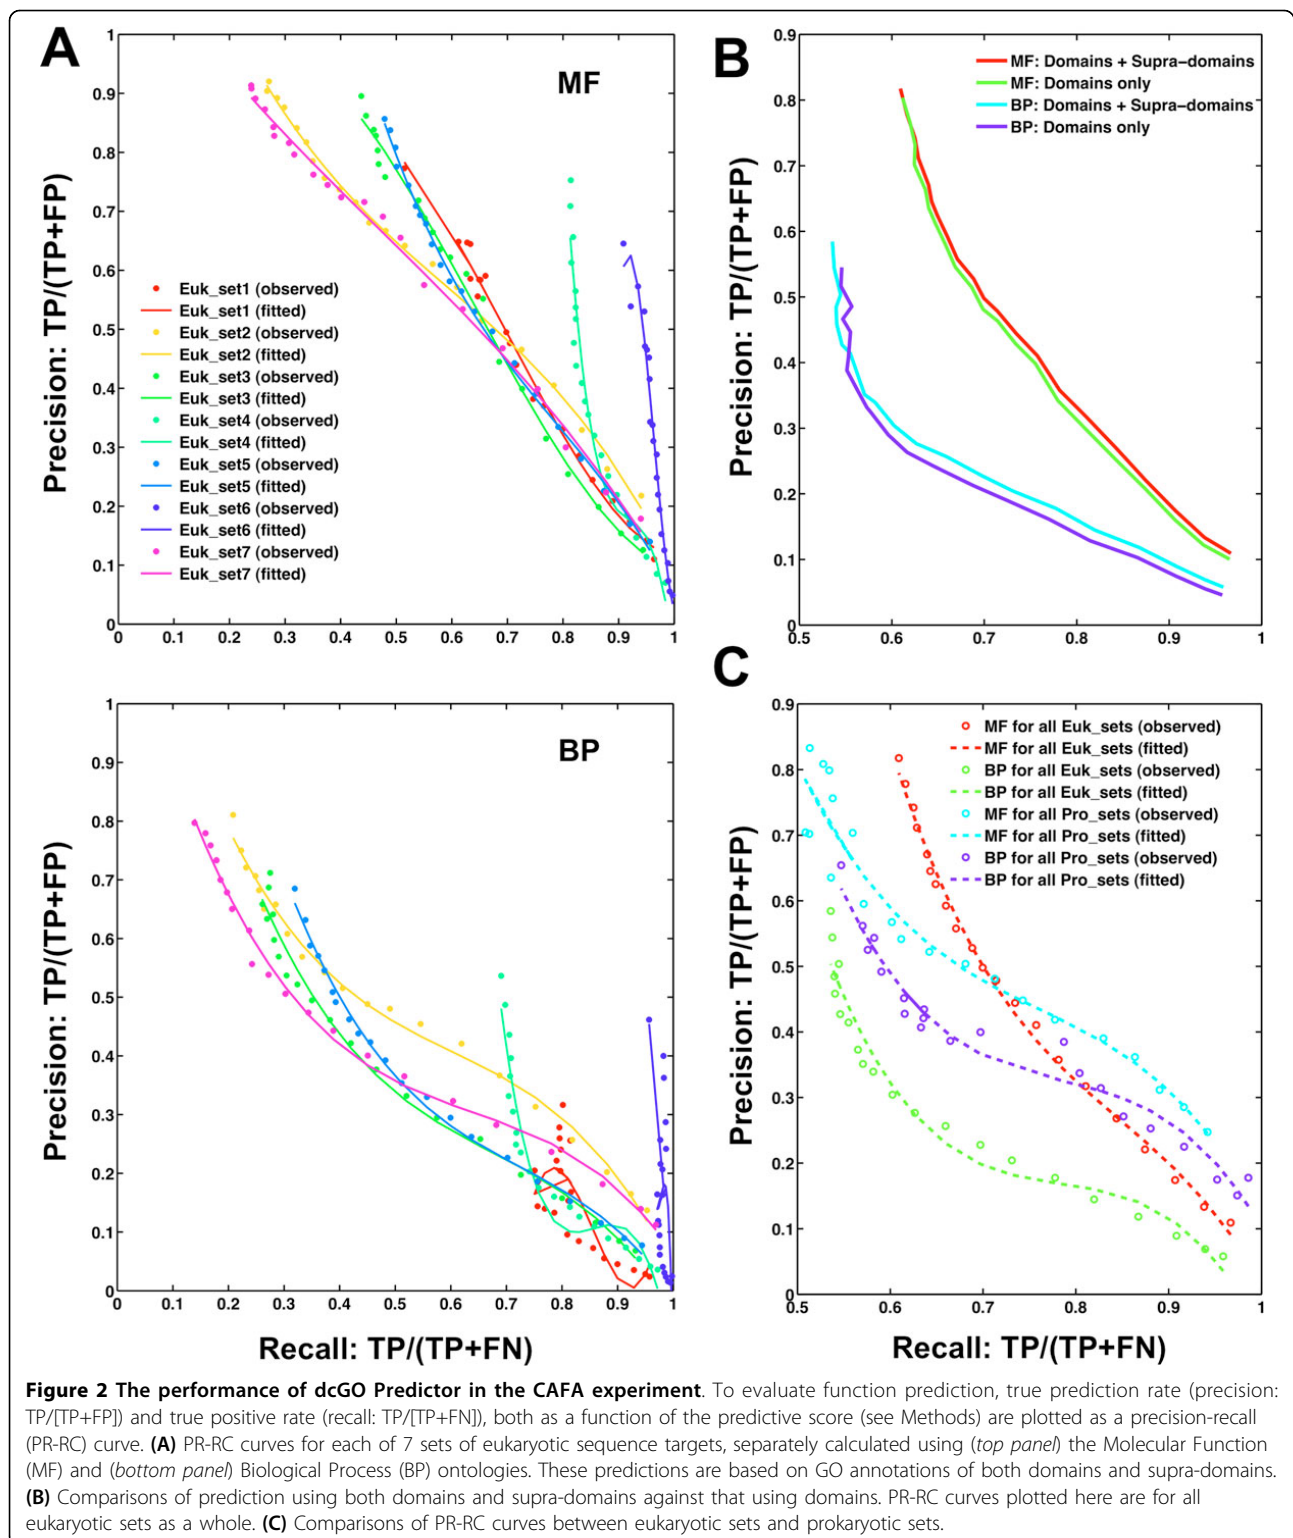 A
MF
Precision: TP/(TP+FP)
1
0.9
0.8
0.7
0.6
0.5
0.4
0.3
0.2
0.1
0
Euk_set1 (observed)
Euk_set1 (fitted)
Euk_set2 (observed)
Euk_set2 (fitted)
Euk_set3 (observed)
Euk_set3 (fitted)
Euk_set4 (observed)
Euk_set4 (fitted)
Euk_set5 (observed)
Euk_set5 (fitted)
Euk_set6 (observed)
Euk_set6 (fitted)
Euk_set7 (observed)
Euk_set7 (fitted)
0 0.1 0.2 0.3 0.4 0.5 0.6 0.7 0.8 0.9 1
B
Precision: TP/(TP+FP)
0.9
0.8
0.7
0.6
0.5
0.4
0.3
0.2
0.1
0
MF: Domains + Supra–domains
MF: Domains only
BP: Domains + Supra–domains
BP: Domains only
0.5 0.6 0.7 0.8 0.9 1
BP
Precision: TP/(TP+FP)
1
0.9
0.8
0.7
0.6
0.5
0.4
0.3
0.2
0.1
0
0 0.1 0.2 0.3 0.4 0.5 0.6 0.7 0.8 0.9 1
Recall: TP/(TP+FN)
C
Precision: TP/(TP+FP)
0.9
0.8
0.7
0.6
0.5
0.4
0.3
0.2
0.1
0
MF for all Euk_sets (observed)
MF for all Euk_sets (fitted)
BP for all Euk_sets (observed)
BP for all Euk_sets (fitted)
MF for all Pro_sets (observed)
MF for all Pro_sets (fitted)
BP for all Pro_sets (observed)
BP for all Pro_sets (fitted)
0.5 0.6 0.7 0.8 0.9 1
Recall: TP/(TP+FN)
Figure 2 The performance of dcGO Predictor in the CAFA experiment. To evaluate function prediction, true prediction rate (precision:
TP/[TP+FP]) and true positive rate (recall: TP/[TP+FN]), both as a function of the predictive score (see Methods) are plotted as a precision-recall
(PR-RC) curve. (A) PR-RC curves for each of 7 sets of eukaryotic sequence targets, separately calculated using (top panel) the Molecular Function
(MF) and (bottom panel) Biological Process (BP) ontologies. These predictions are based on GO annotations of both domains and supra-domains.
(B) Comparisons of prediction using both domains and supra-domains against that using domains. PR-RC curves plotted here are for all
eukaryotic sets as a whole. (C) Comparisons of PR-RC curves between eukaryotic sets and prokaryotic sets.